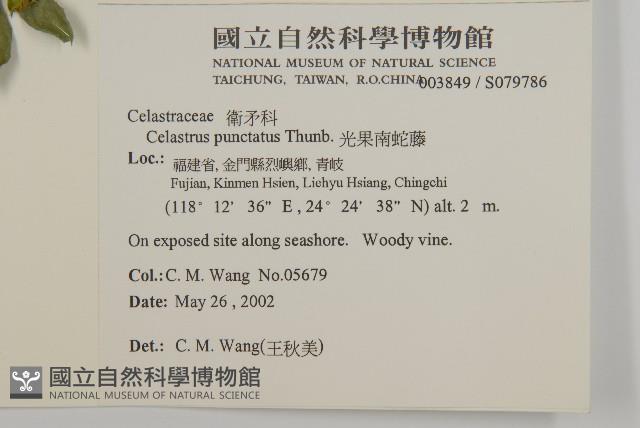 國立自然科學博物館
NATIONAL MUSEUM OF NATURAL SCIENCE
TAICHUNG, TAIWAN, R.O.CHINA 003849 / S079786
Celastraceae 衛矛科
Celastrus punctatus Thunb. 光果南蛇藤
Loc.: 福建省, 金門縣烈嶼鄉, 青岐
Fujian, Kinmen Hsien, Liehyu Hsiang, Chingchi
(118° 12' 36" E , 24° 24' 38" N) alt. 2 m.
On exposed site along seashore. Woody vine.
Col.: C. M. Wang No.05679
Date: May 26 , 2002
Det.: C. M. Wang(王秋美)
國立自然科學博物館
NATIONAL MUSEUM OF NATURAL SCIENCE